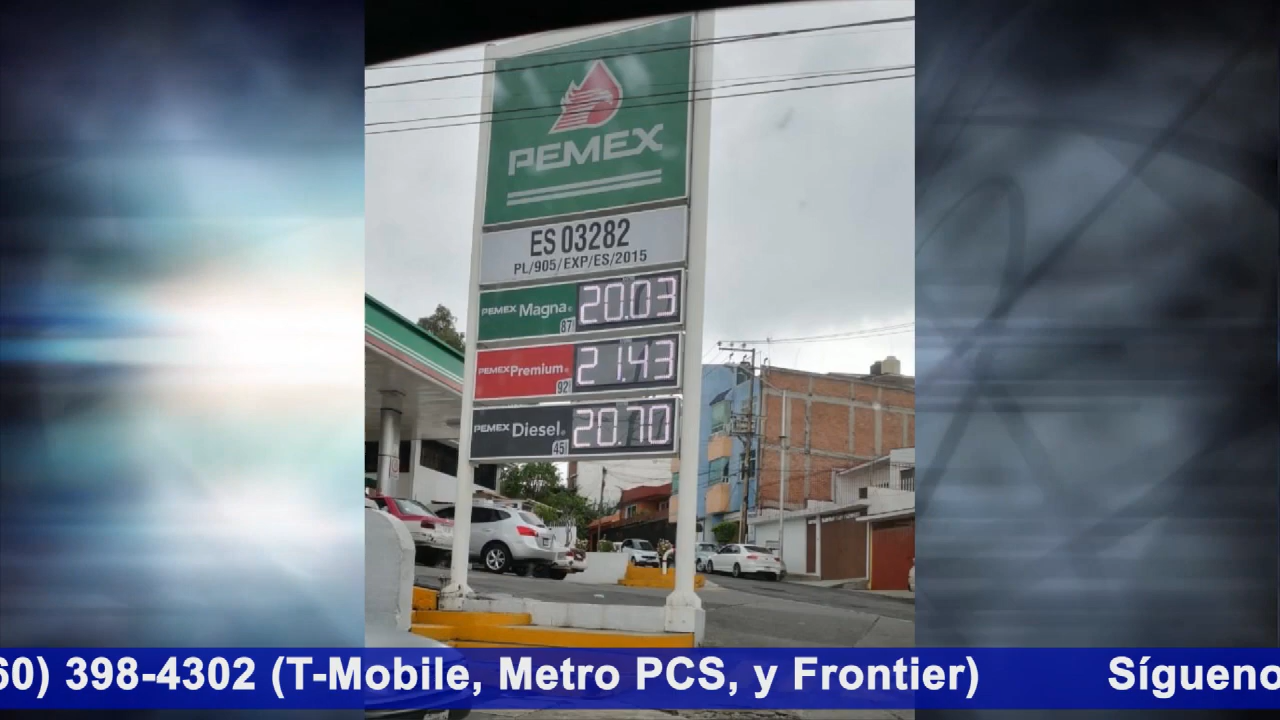 PEMEX
ES 03282
PL/905/EXP/ES/2015
PEMEX Magna 87 20.03
PEMEX Premium 92 21.43
PEMEX Diesel 45 20.70
60) 398-4302 (T-Mobile, Metro PCS, y Frontier) Sígueno